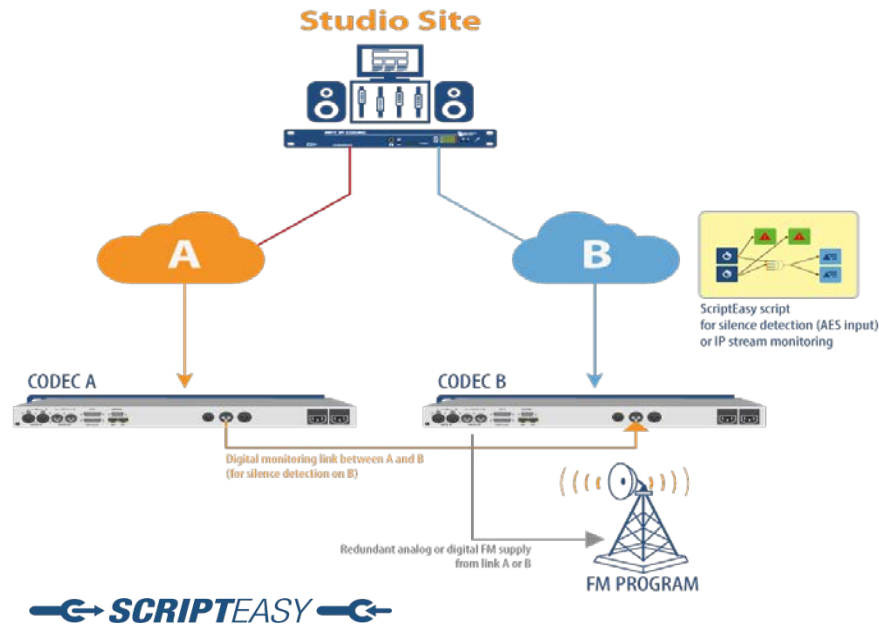 Studio Site
A
B
ScriptEasy script
for silence detection (AES input)
or IP stream monitoring
CODEC A
CODEC B
Digital monitoring link between A and B
(for silence detection on B)
Redundant analog or digital FM supply
from link A or B
FM PROGRAM
SCRIPTEASY